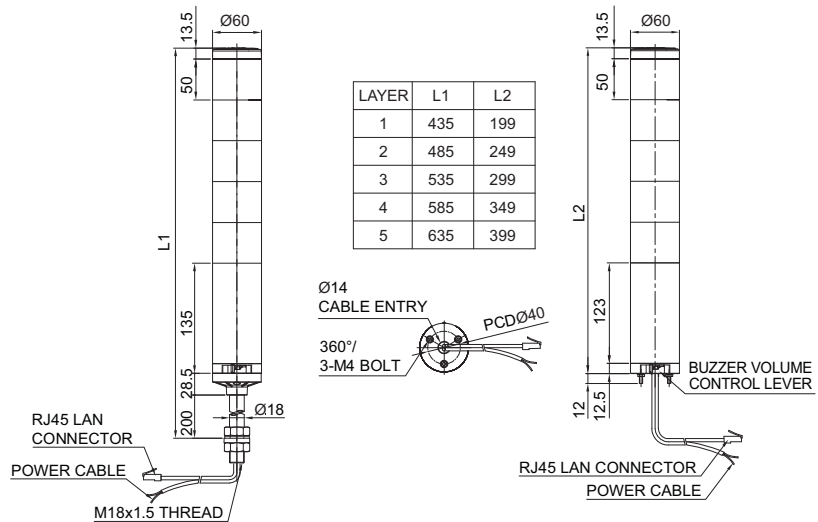 Ø60
13.5
50
L1
135
28.5
200
Ø18
RJ45 LAN
CONNECTOR
POWER CABLE
M18x1.5 THREAD
LAYER L1 L2
1 435 199
2 485 249
3 535 299
4 585 349
5 635 399
Ø14
CABLE ENTRY
PCDØ40
360°/
3-M4 BOLT
Ø60
13.5
50
L2
123
12
12.5
BUZZER VOLUME
CONTROL LEVER
RJ45 LAN CONNECTOR
POWER CABLE